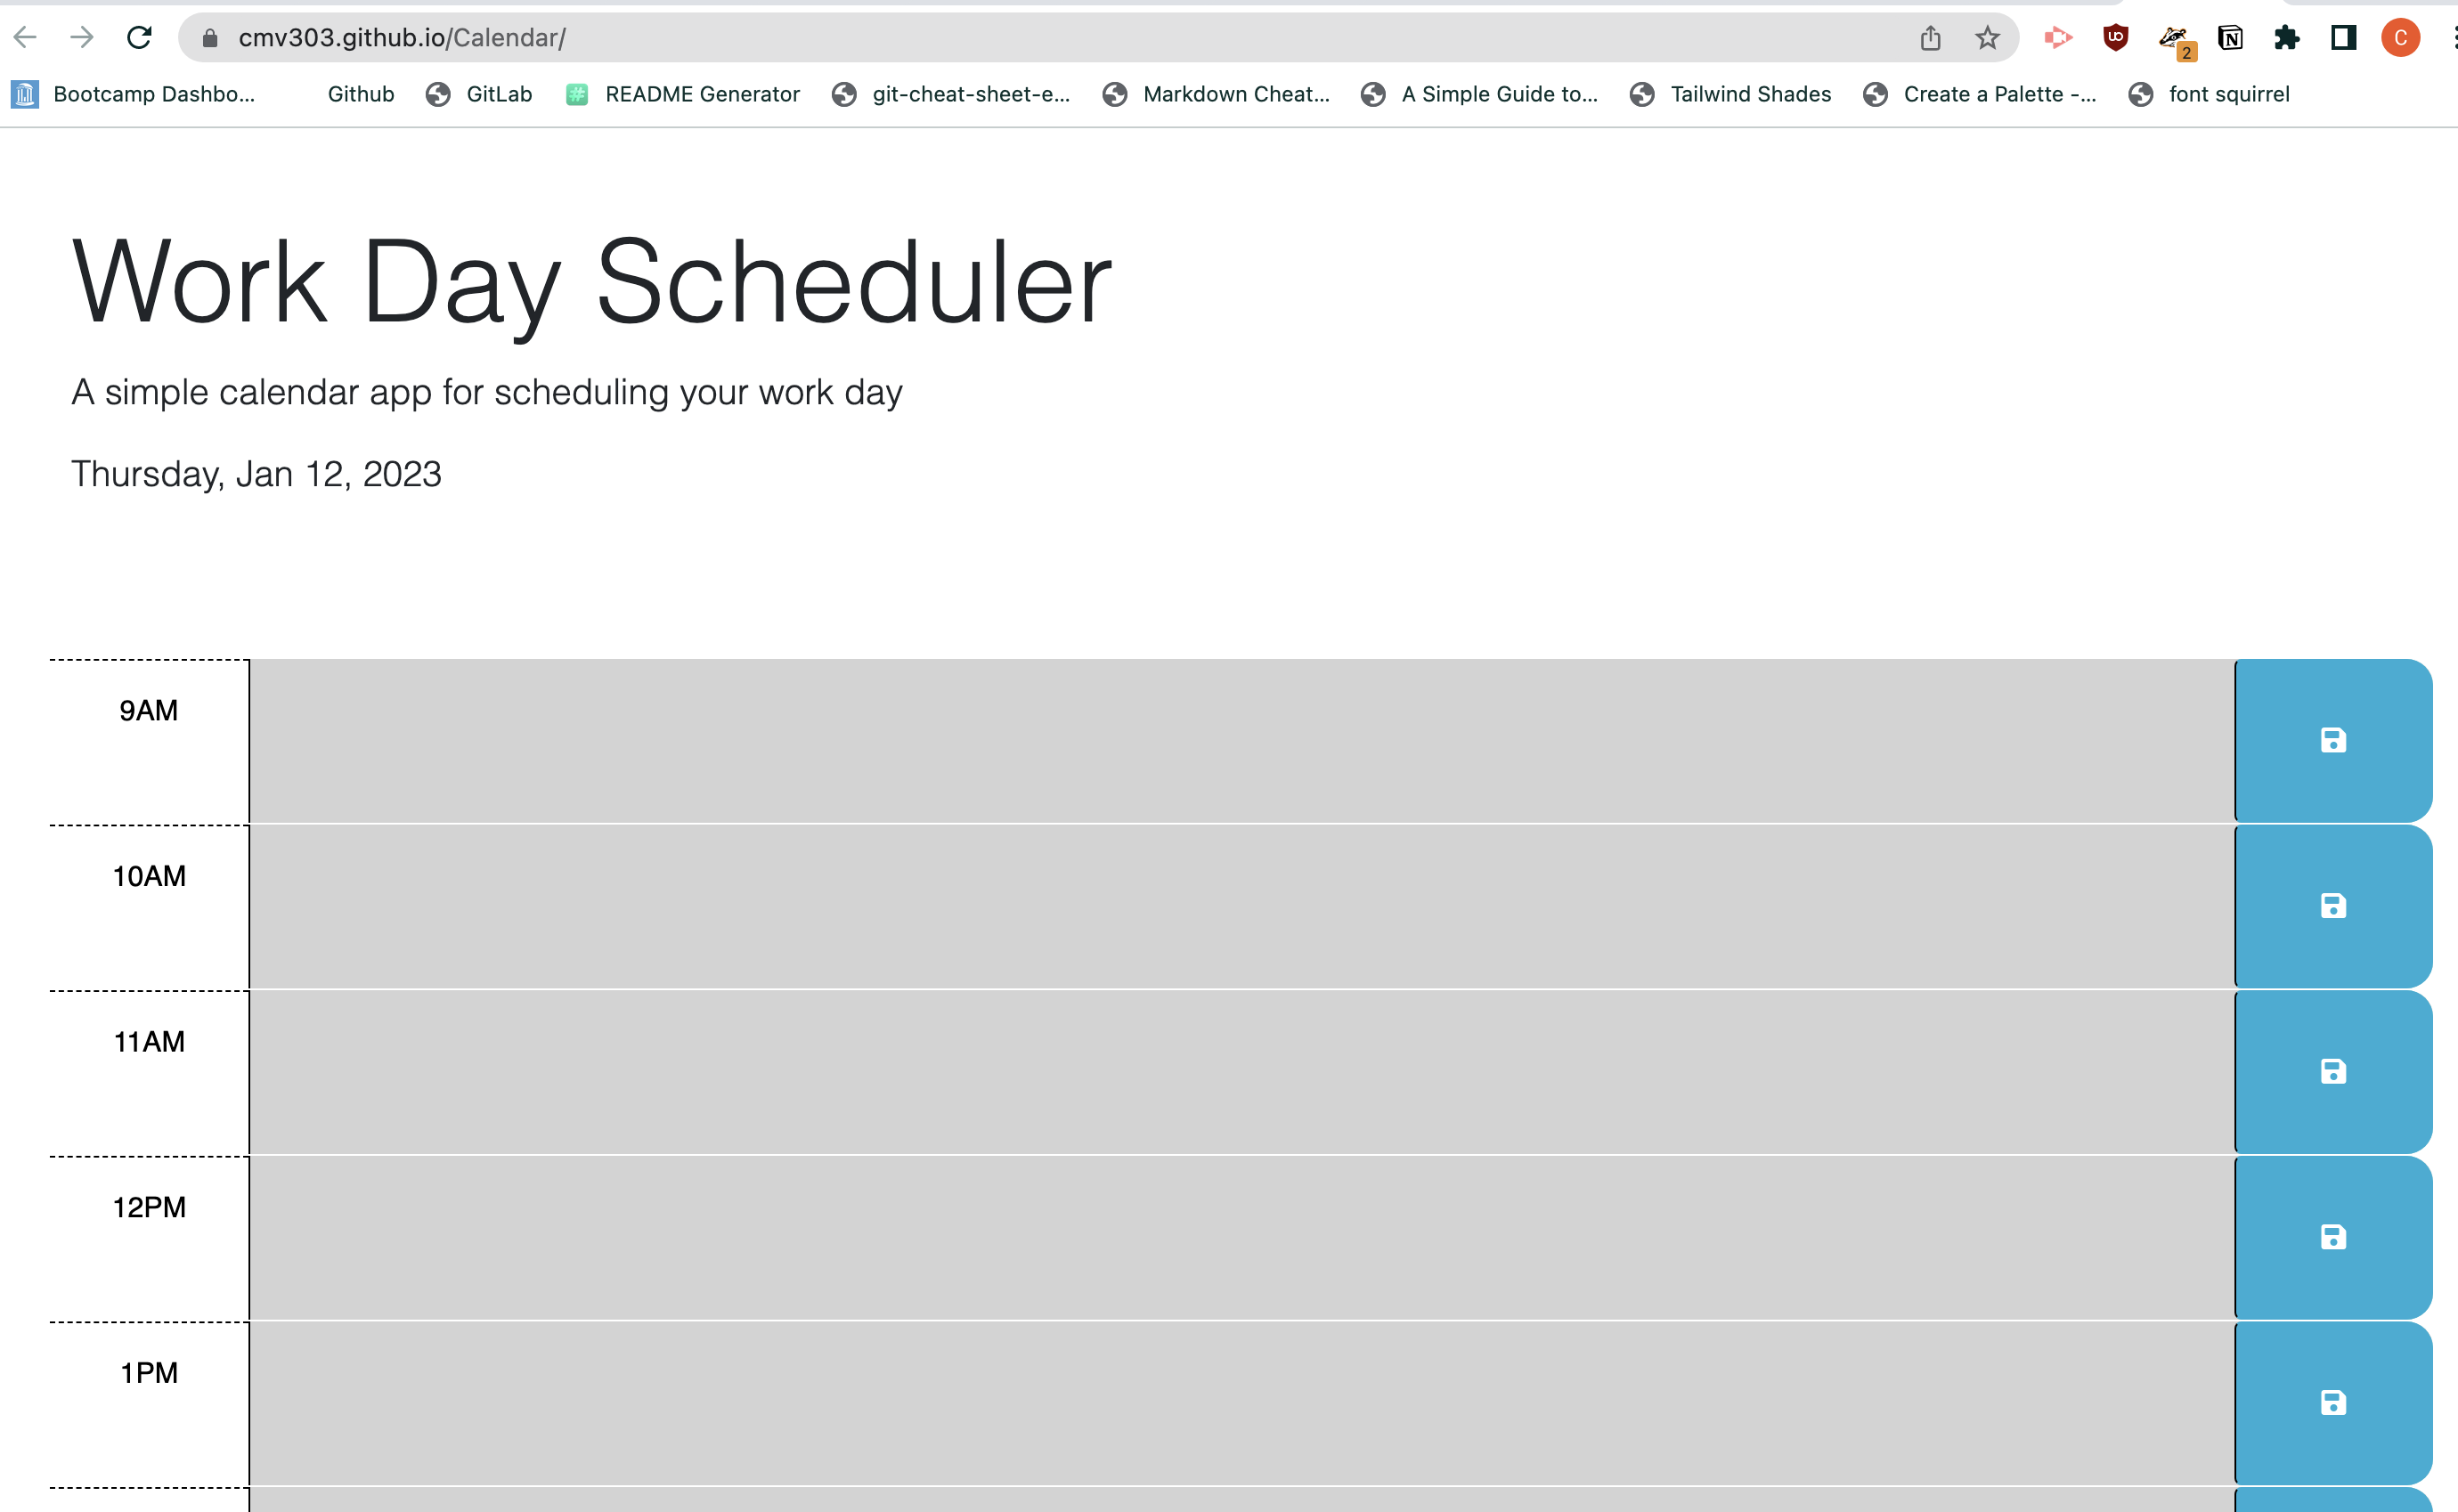 cmv303.github.io/Calendar/
2
C
Bootcamp Dashbo... Github GitLab README Generator git-cheat-sheet-e... Markdown Cheat... A Simple Guide to... Tailwind Shades Create a Palette -... font squirrel
Work Day Scheduler
A simple calendar app for scheduling your work day
Thursday, Jan 12, 2023
9AM
10AM
11AM
12PM
1PM